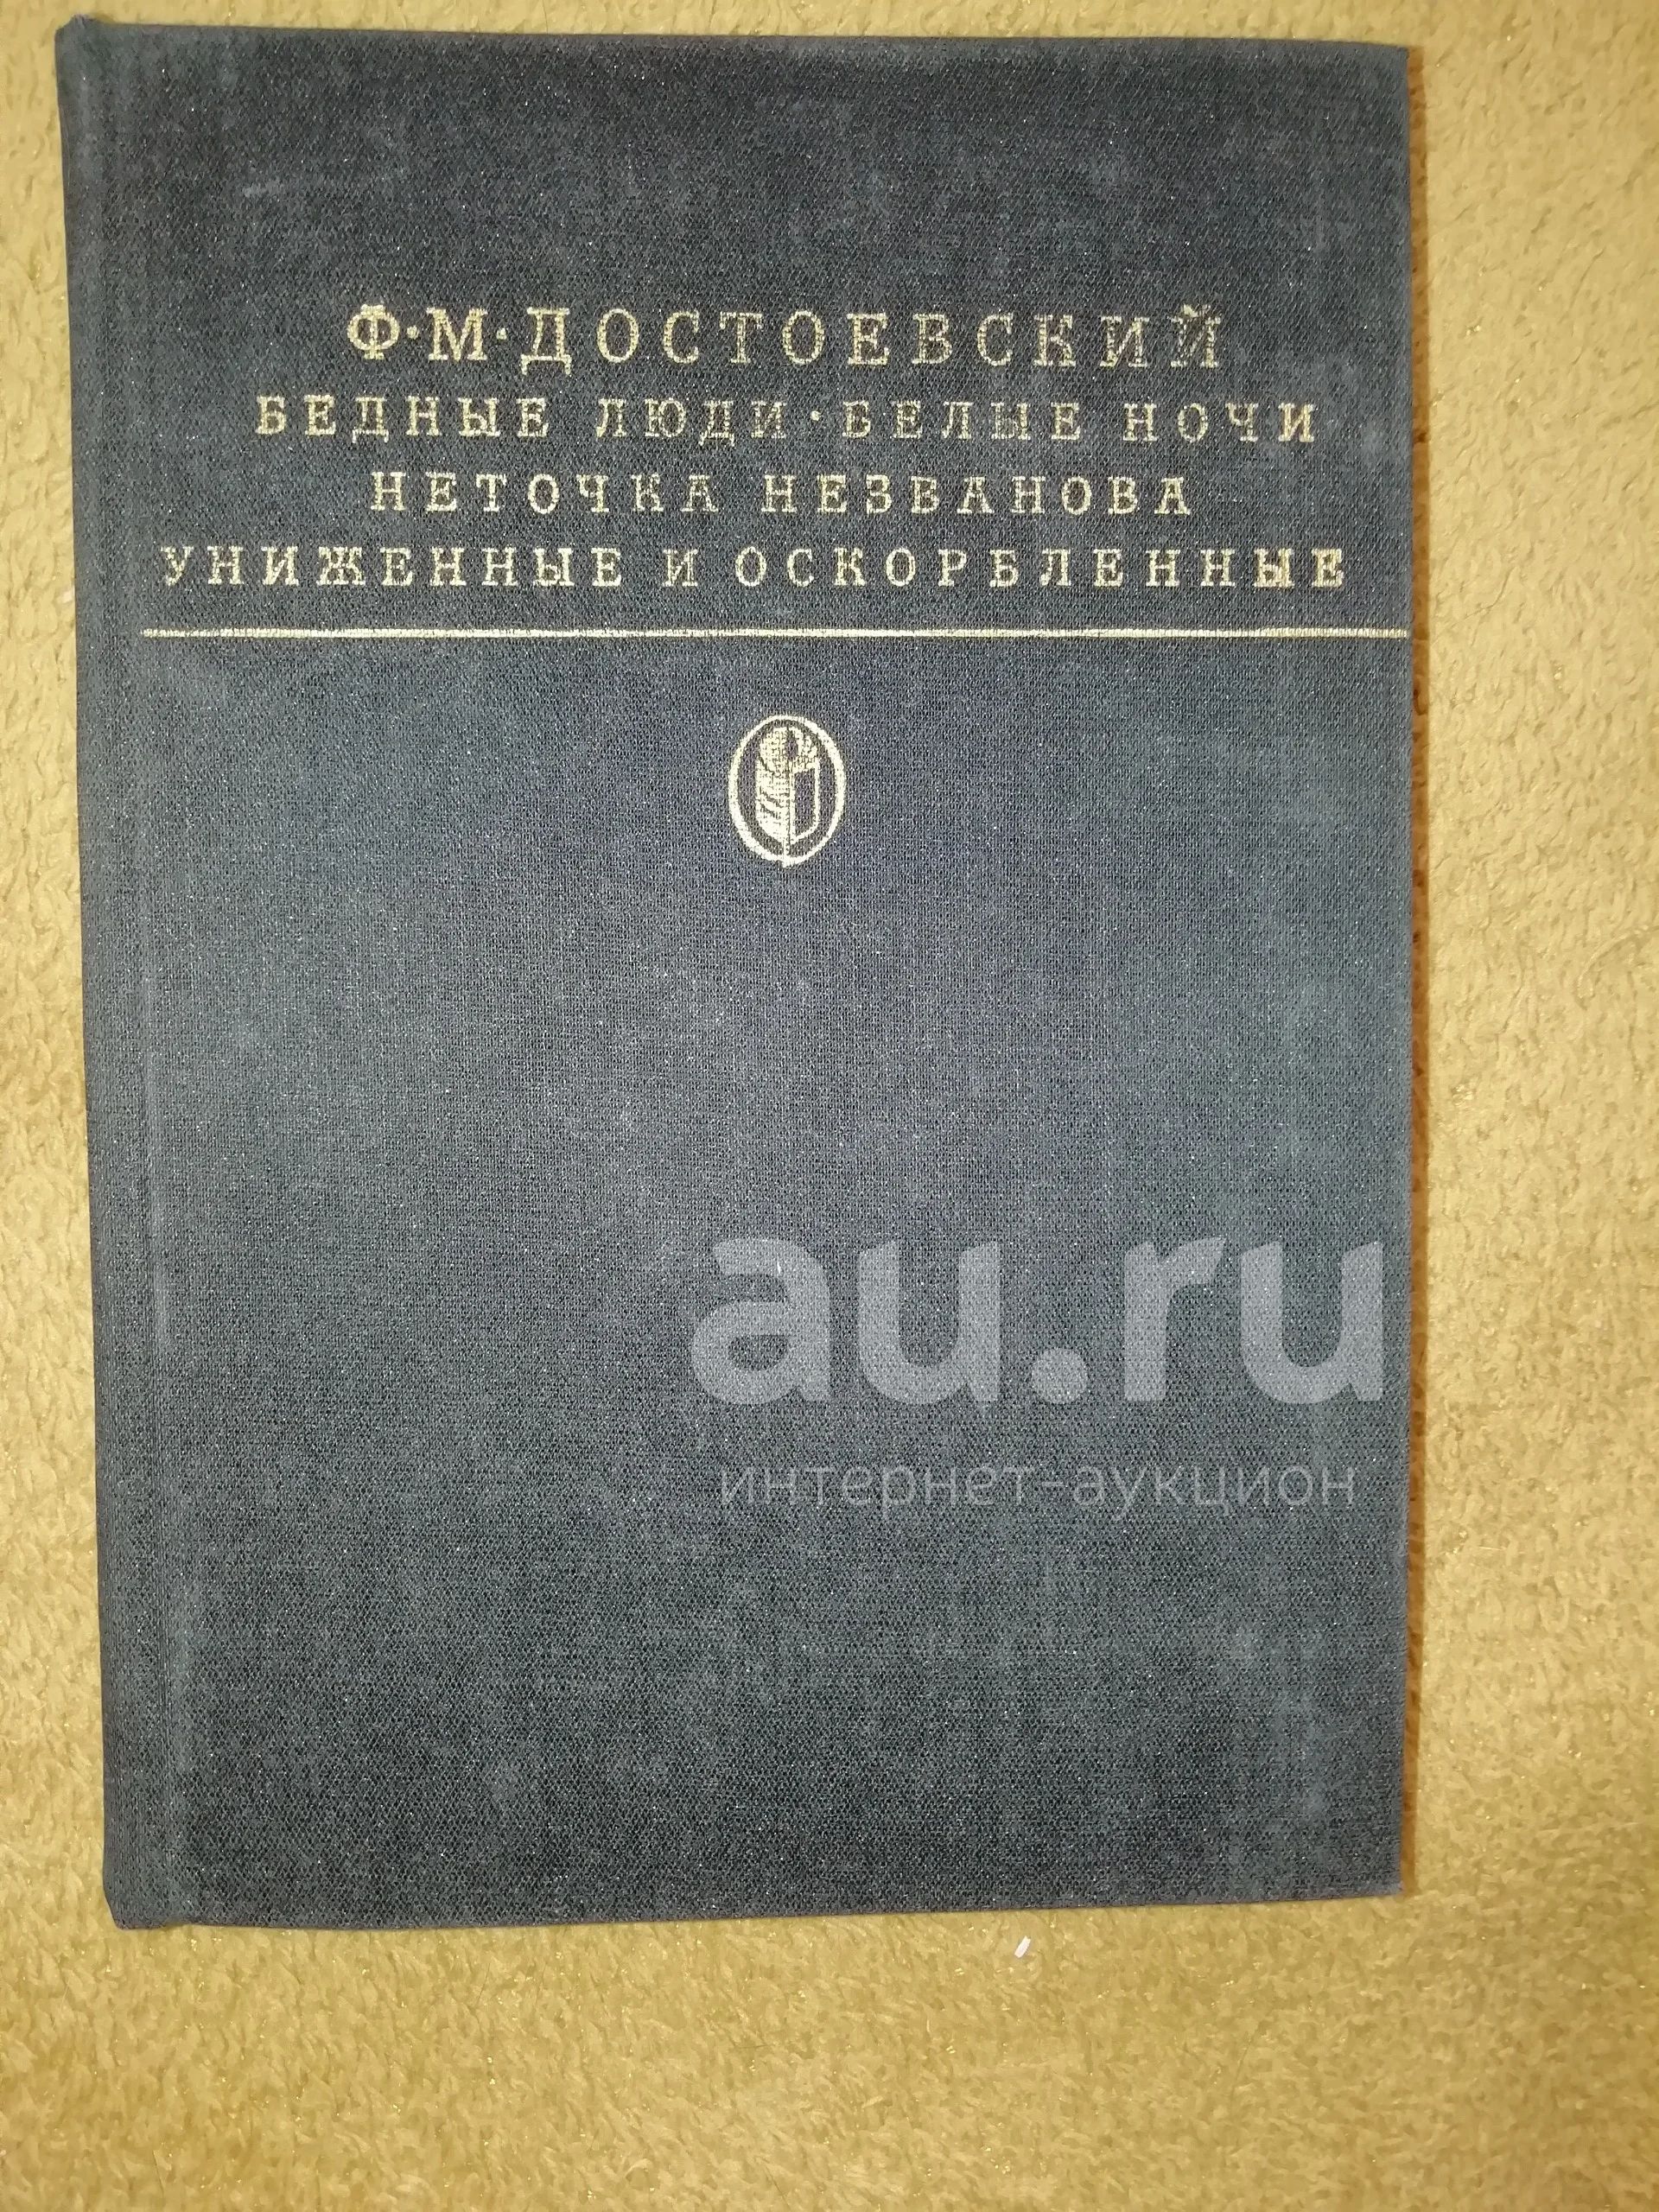 Ф·М·ДОСТОЕВСКИЙ
БЕДНЫЕ ЛЮДИ·БЕЛЫЕ НОЧИ
НЕТОЧКА НЕЗВАНОВА
УНИЖЕННЫЕ И ОСКОРБЛЕННЫЕ
au.ru
интернет-аукцион